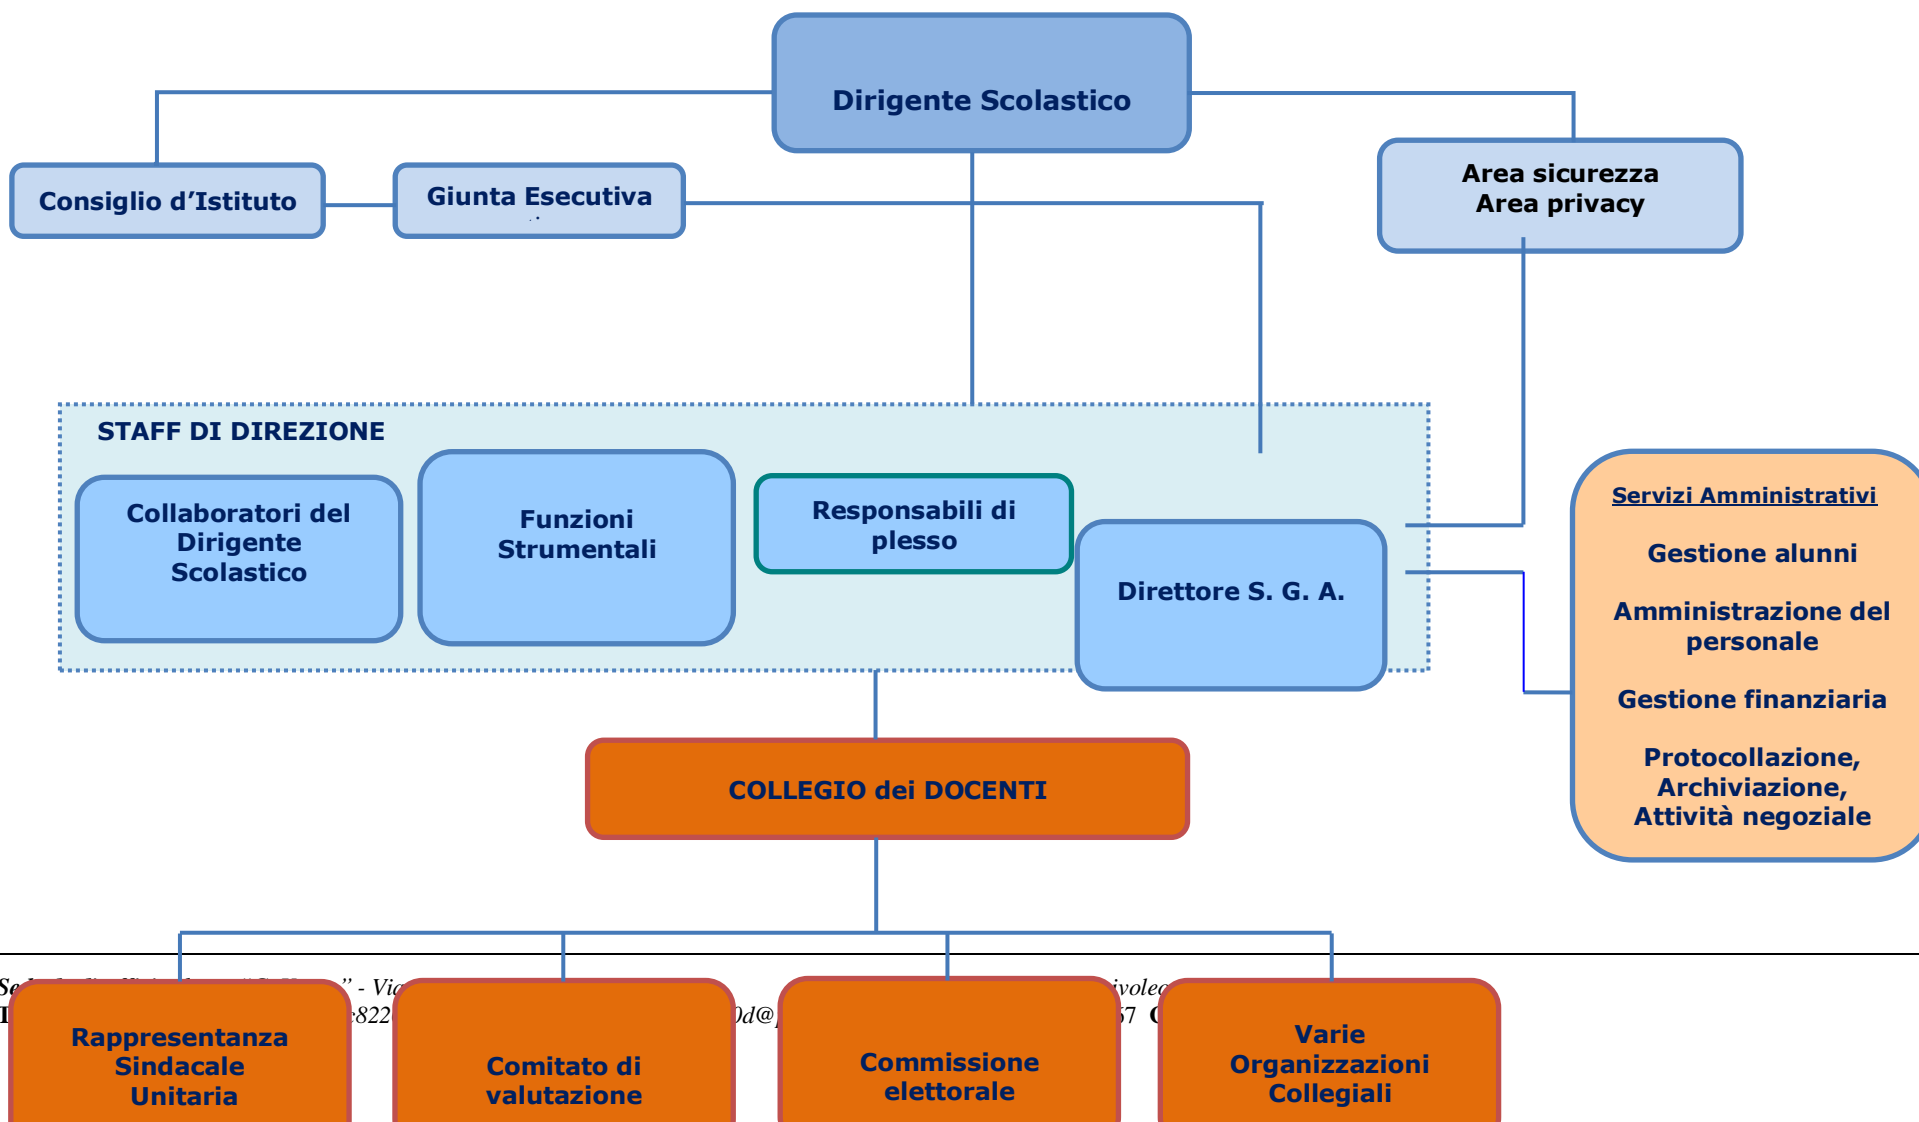 Dirigente Scolastico
Consiglio d’Istituto
Giunta Esecutiva
Area sicurezza
Area privacy
STAFF DI DIREZIONE
Collaboratori del
Dirigente
Scolastico
Funzioni
Strumentali
Responsabili di
plesso
Direttore S. G. A.
Servizi Amministrativi
Gestione alunni
Amministrazione del
personale
Gestione finanziaria
Protocollazione,
Archiviazione,
Attività negoziale
COLLEGIO dei DOCENTI
” - Via
Rappresentanza
Sindacale
Unitaria
Comitato di
valutazione
Commissione
elettorale
Varie
Organizzazioni
Collegiali